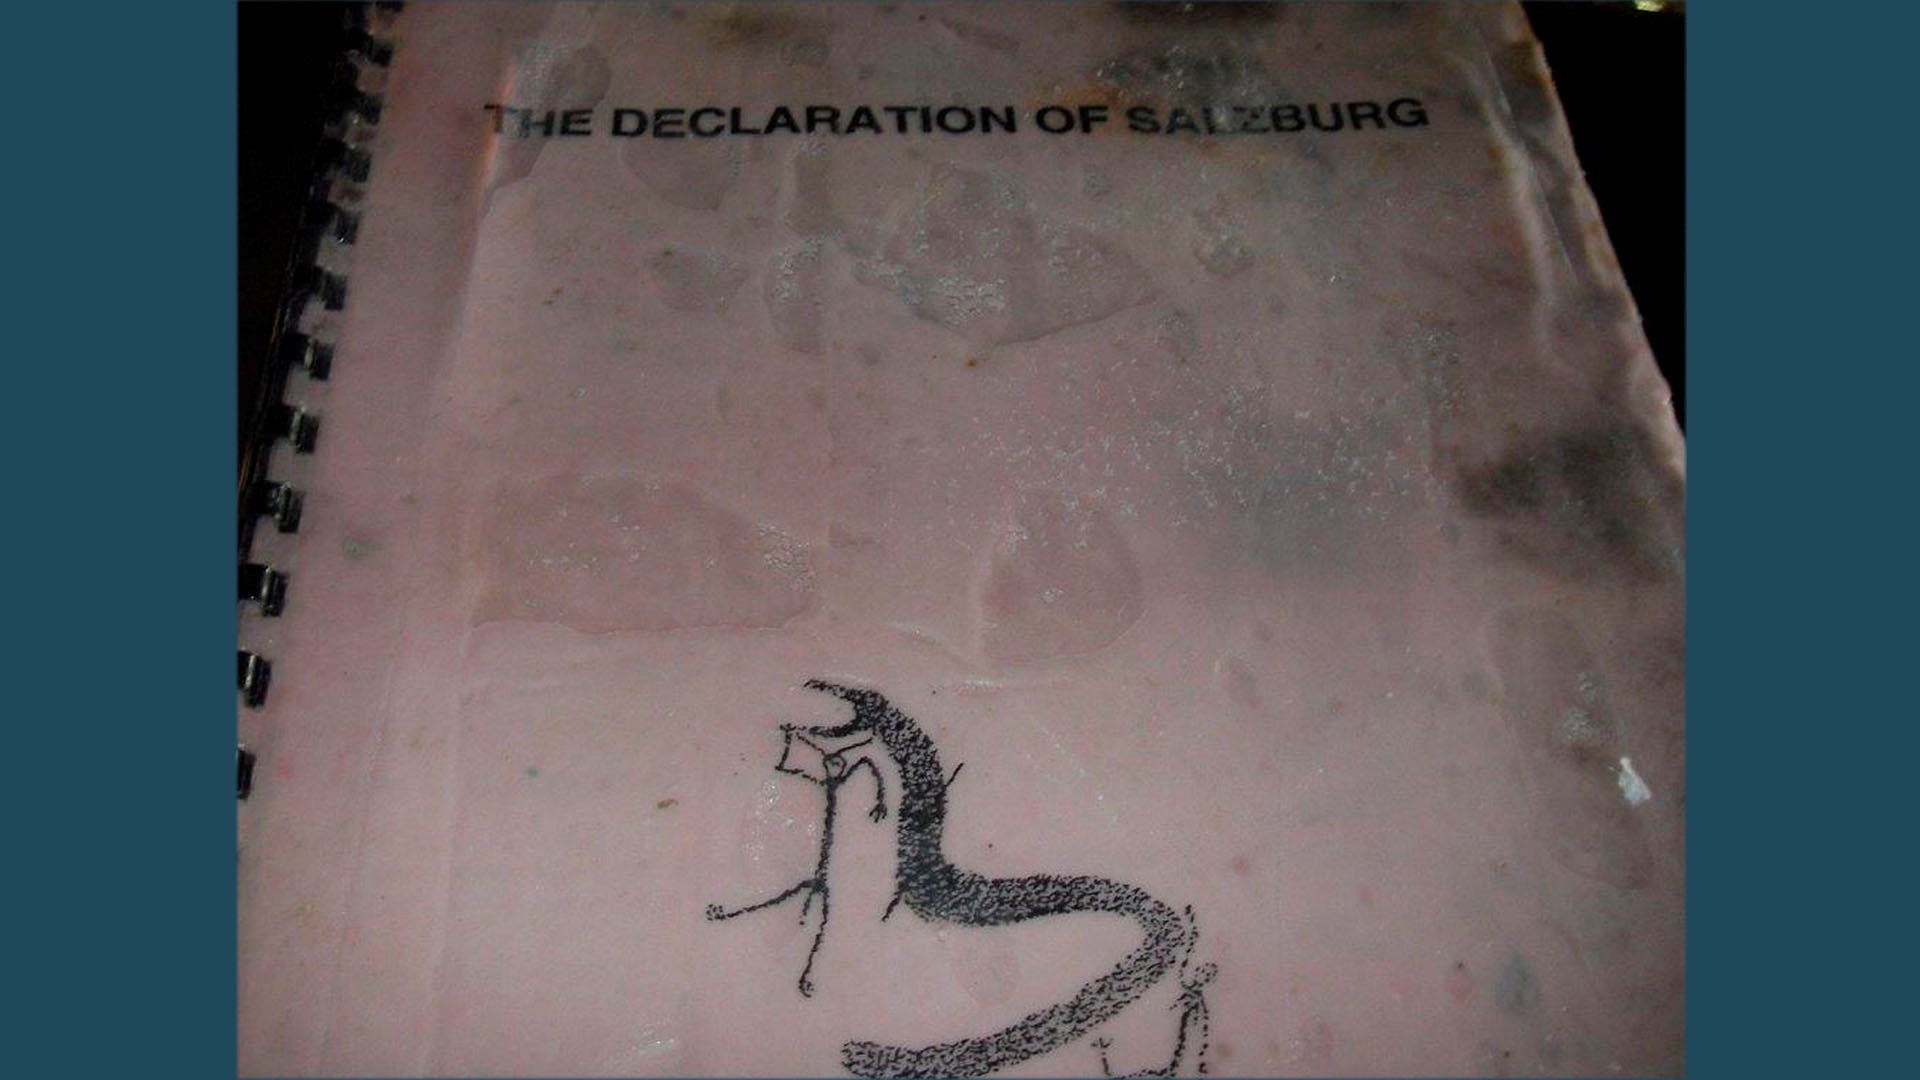 THE DECLARATION OF SALZBURG